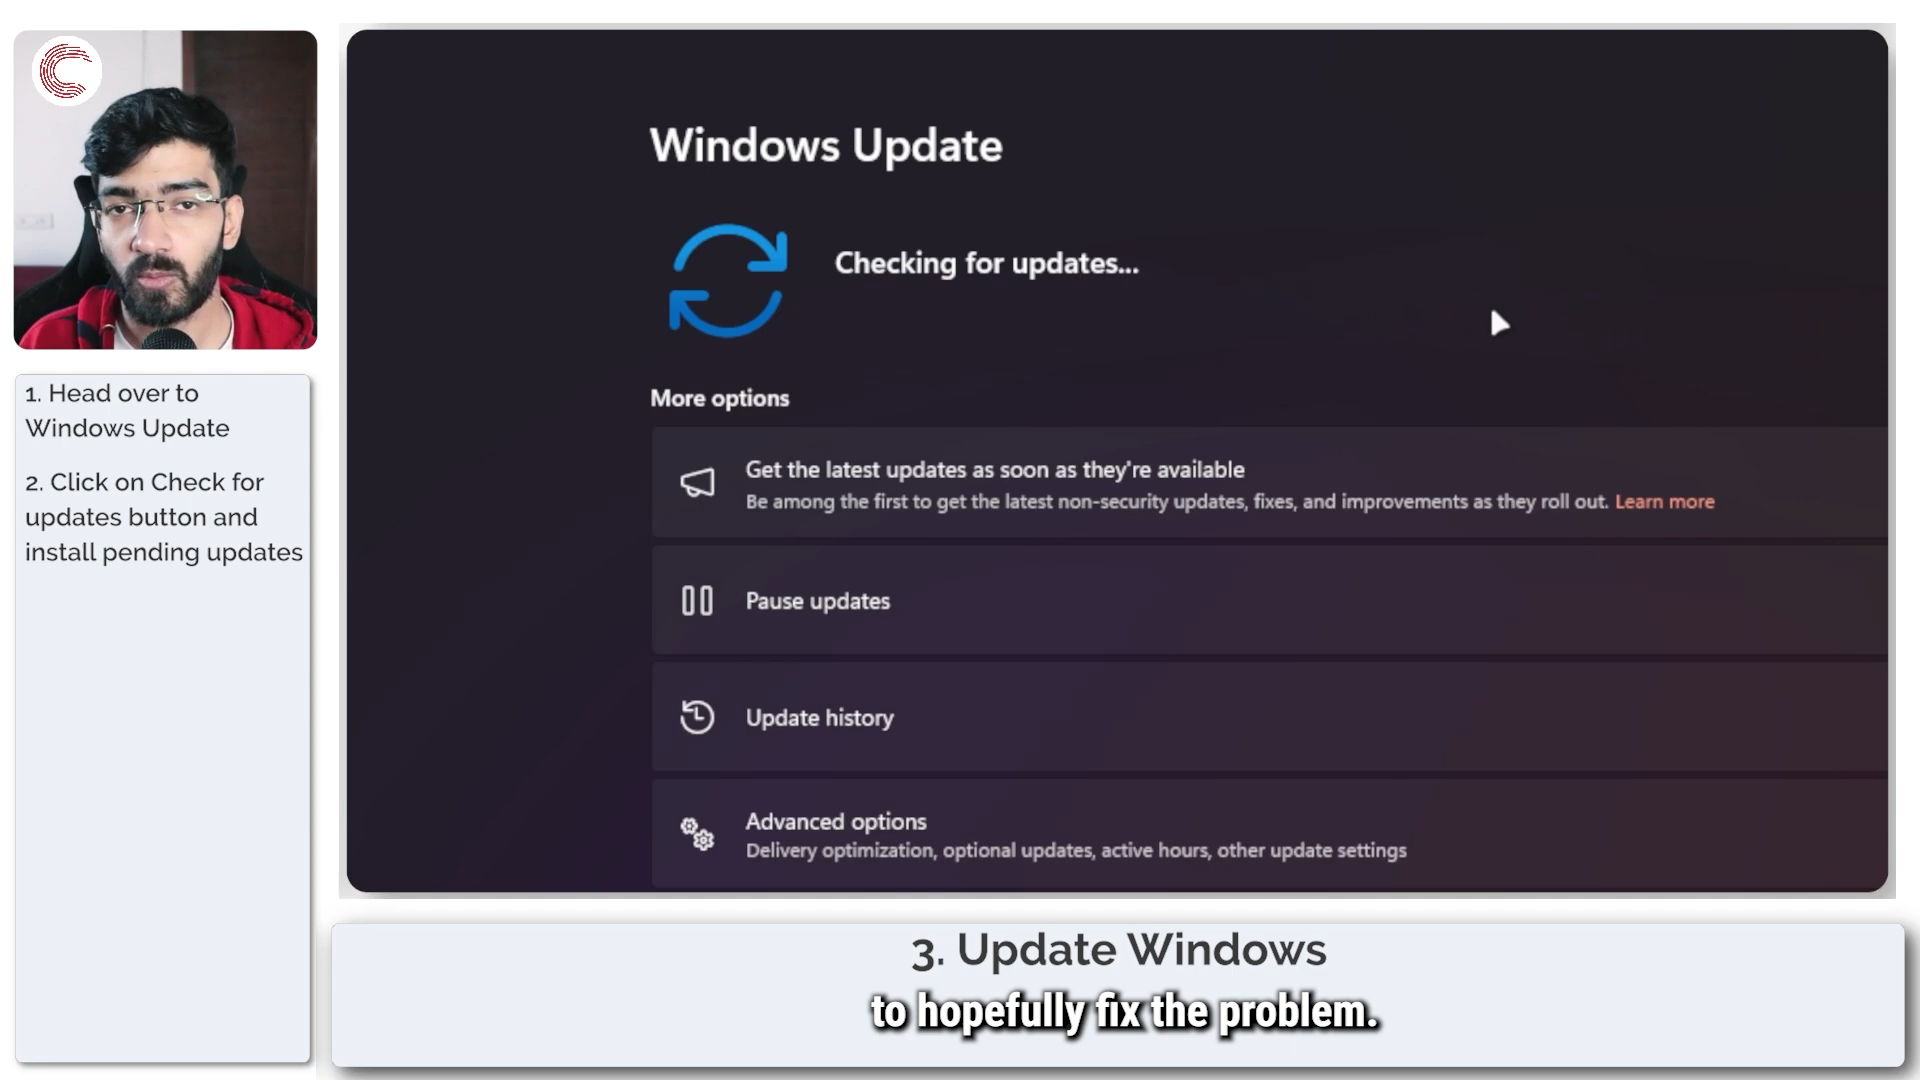 1. Head over to
Windows Update
2. Click on Check for
updates button and
install pending updates
Windows Update
Checking for updates...
More options
Get the latest updates as soon as they're available
Be among the first to get the latest non-security updates, fixes, and improvements as they roll out. Learn more
Pause updates
Update history
Advanced options
Delivery optimization, optional updates, active hours, other update settings
3. Update Windows
to hopefully fix the problem.